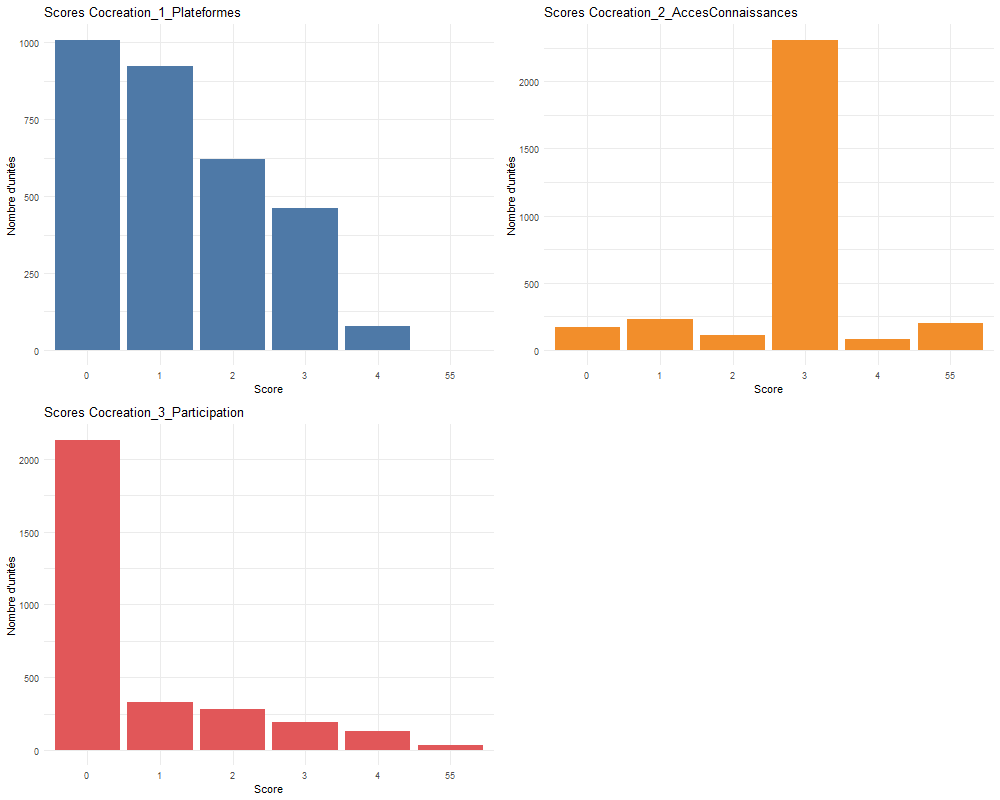 Scores Cocreation_1_Plateformes
Nombre d'unités
1000
750
500
250
0
0 1 2 3 4 55
Score
Scores Cocreation_2_AccesConnaissances
Nombre d'unités
2000
1500
1000
500
0
0 1 2 3 4 55
Score
Scores Cocreation_3_Participation
Nombre d'unités
2000
1500
1000
500
0
0 1 2 3 4 55
Score